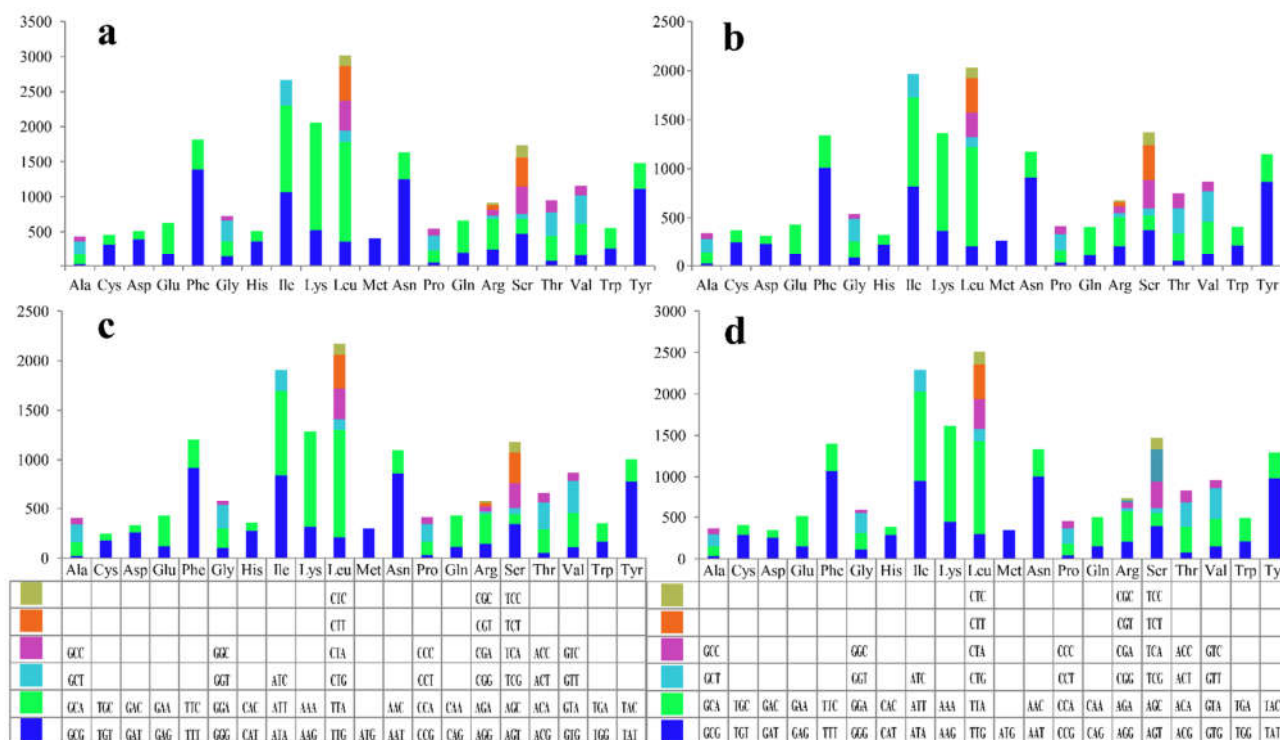 a
3500
3000
2500
2000
1500
1000
500
0
Ala Cys Asp Glu Phe Gly His Ile Lys Leu Met Asn Pro Gln Arg Ser Thr Val Trp Tyr
b
2500
2000
1500
1000
500
0
Ala Cys Asp Glu Phe Gly His Ile Lys Leu Met Asn Pro Gln Arg Ser Thr Val Trp Tyr
c
2500
2000
1500
1000
500
0
Ala Cys Asp Glu Phe Gly His Ile Lys Leu Met Asn Pro Gln Arg Ser Thr Val Trp Tyr
CTC CGC TCC
CTT CGT TCT
GCC GGC CTA CCC CGA TCA ACC GTC
GCT GGT ATC CTG CCT CGG TCG ACT GTT
GCA TGC GAC GAA TTC GGA CAC ATT AAA TTA AAC CCA CAA AGA AGC ACA GTA TGA TAC
GCG TGT GAT GAG TTT GGG CAT ATA AAG TTG ATG AAT CCG CAG AGG AGT ACG GTG TGG TAT
d
3000
2500
2000
1500
1000
500
0
Ala Cys Asp Glu Phe Gly His Ile Lys Leu Met Asn Pro Gln Arg Ser Thr Val Trp Tyr
CTC CGC TCC
CTT CGT TCT
GCC GGC CTA CCC CGA TCA ACC GTC
GCT GGT ATC CTG CCT CGG TCG ACT GTT
GCA TGC GAC GAA TTC GGA CAC ATT AAA TTA AAC CCA CAA AGA AGC ACA GTA TGA TAC
GCG TGT GAT GAG TTT GGG CAT ATA AAG TTG ATG AAT CCG CAG AGG AGT ACG GTG TGG TAT